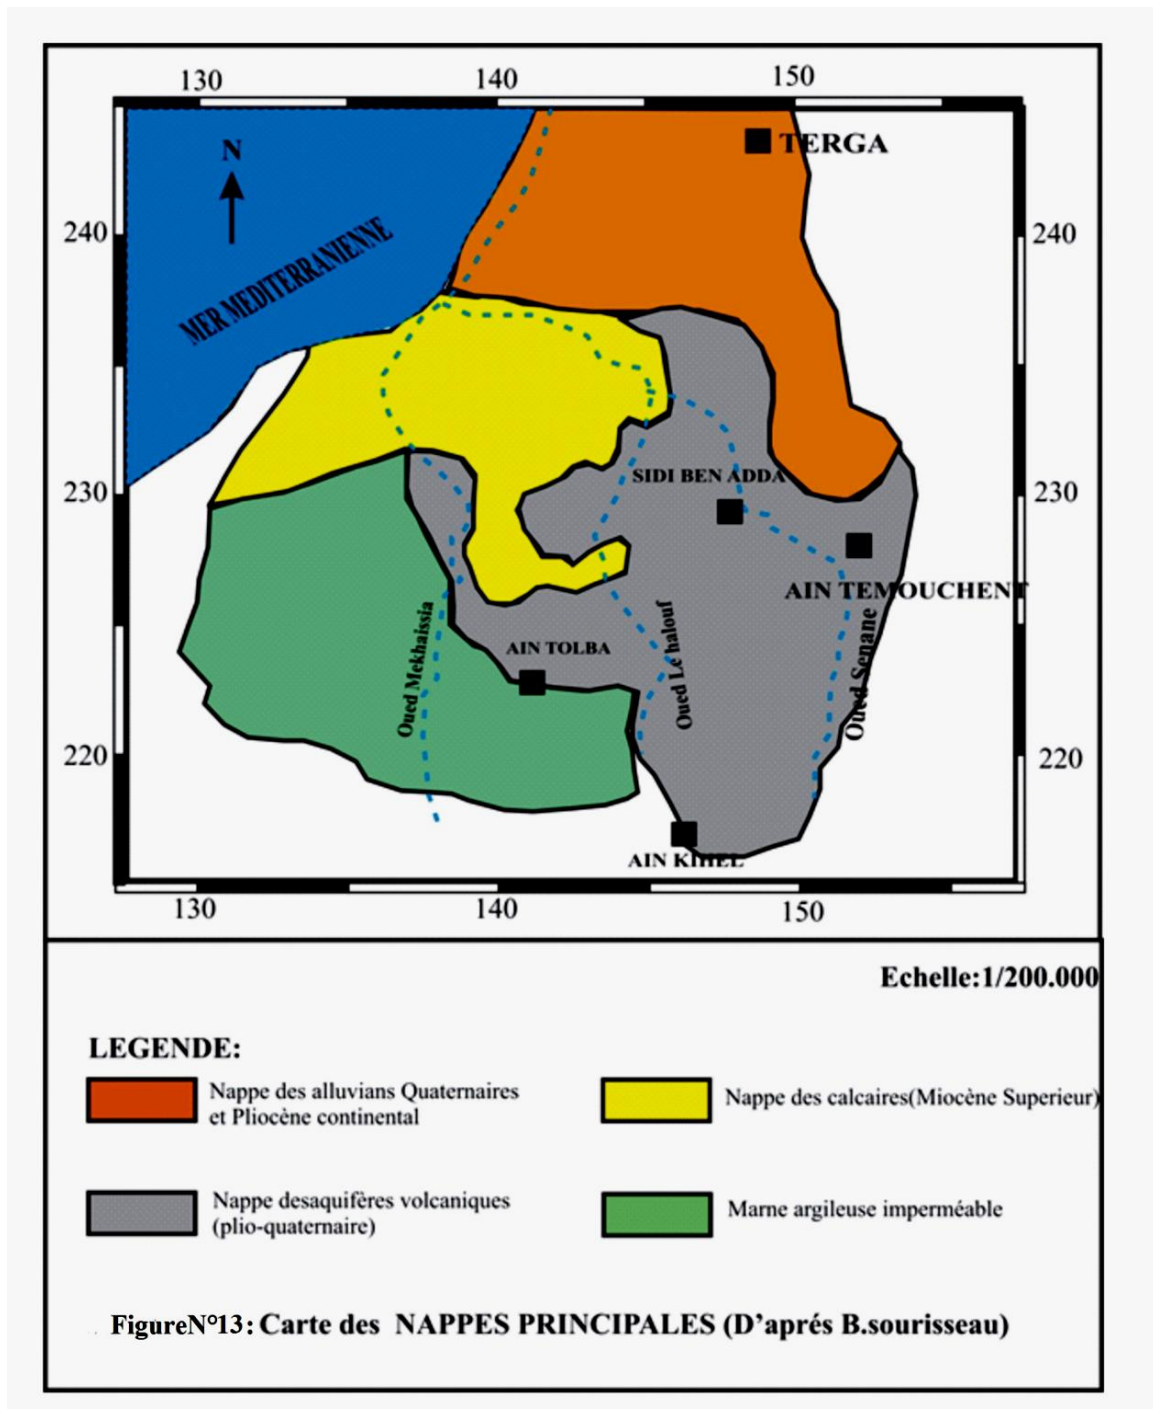 130 140 150
N
TERGA
MER MEDITERRANIENNE
240 240
230 230
SIDI BEN ADDA
AIN TEMOUCHENT
Oued Mekhaissia
AIN TOLBA
Oued Le halouf
Oued Senane
220 220
AIN KIHEL
130 140 150
Echelle:1/200.000
LEGENDE:
Nappe des alluvians Quaternaires
et Pliocène continental
Nappe des calcaires(Miocène Superieur)
Nappe desaquifères volcaniques
(plio-quaternaire)
Marne argileuse imperméable
FigureN°13: Carte des NAPPES PRINCIPALES (D'aprés B.sourisseau)